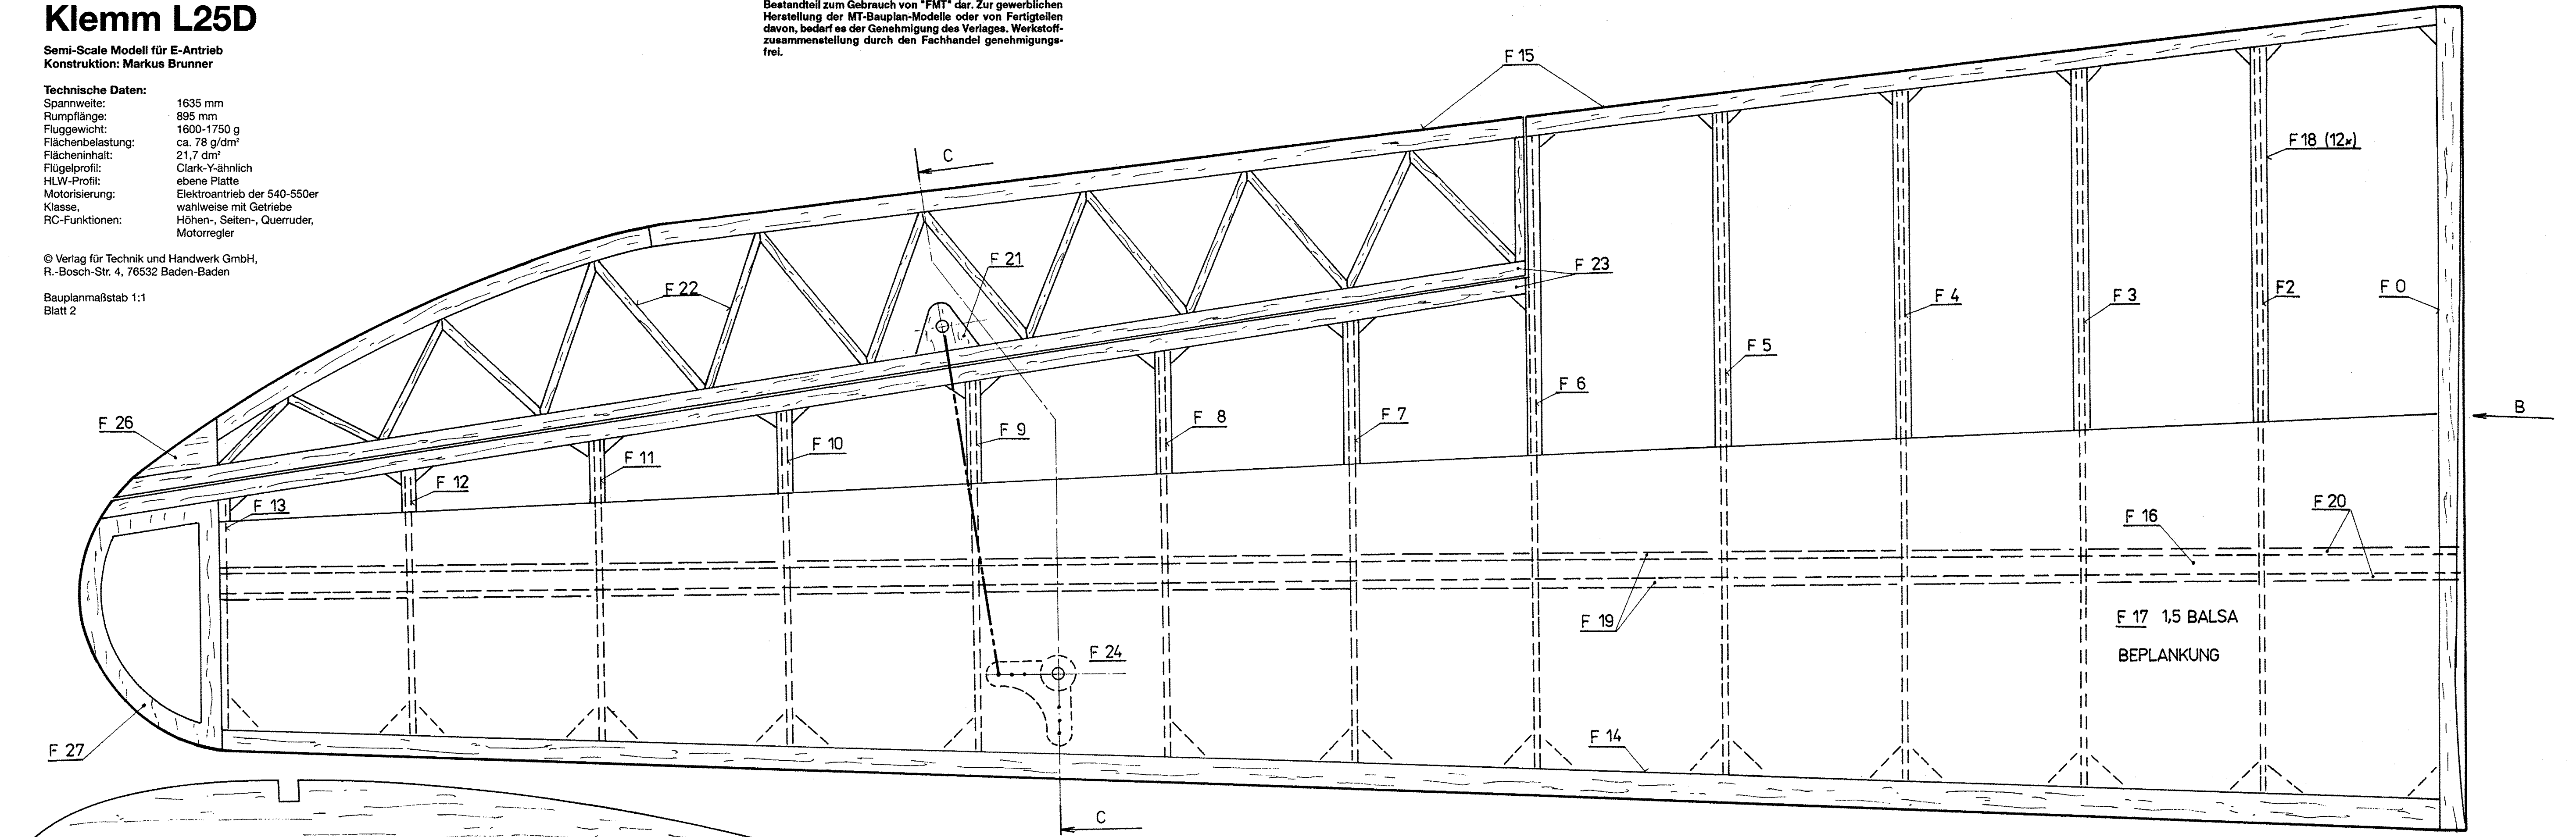 Klemm L25D
Semi-Scale Modell für E-Antrieb
Konstruktion: Markus Brunner
Technische Daten:
Spannweite: 1635 mm
Rumpflänge: 895 mm
Fluggewicht: 1600-1750 g
Flächenbelastung: ca. 78 g/dm²
Flächeninhalt: 21,7 dm²
Flügelprofil: Clark-Y-ähnlich
HLW-Profil: ebene Platte
Motorisierung: Elektroantrieb der 540-550er
Klasse, wahlweise mit Getriebe
RC-Funktionen: Höhen-, Seiten-, Querruder,
Motorregler
© Verlag für Technik und Handwerk GmbH,
R.-Bosch-Str. 4, 76532 Baden-Baden
Bauplanmaßstab 1:1
Blatt 2
Bestandteil zum Gebrauch von "FMT" dar. Zur gewerblichen
Herstellung der MT-Bauplan-Modelle oder von Fertigteilen
davon, bedarf es der Genehmigung des Verlages. Werkstoff-
zusammenstellung durch den Fachhandel genehmigungs-
frei.
F 15
C
F 18 (12x)
F 21
F 23
F 22
F 4
F 3
F2
F 0
F 5
F 6
B
F 26
F 7
F 8
F 9
F 10
F 11
F 12
F 13
F 20
F 16
F 19
F 17 1,5 BALSA
BEPLANKUNG
F 24
F 14
F 27
C